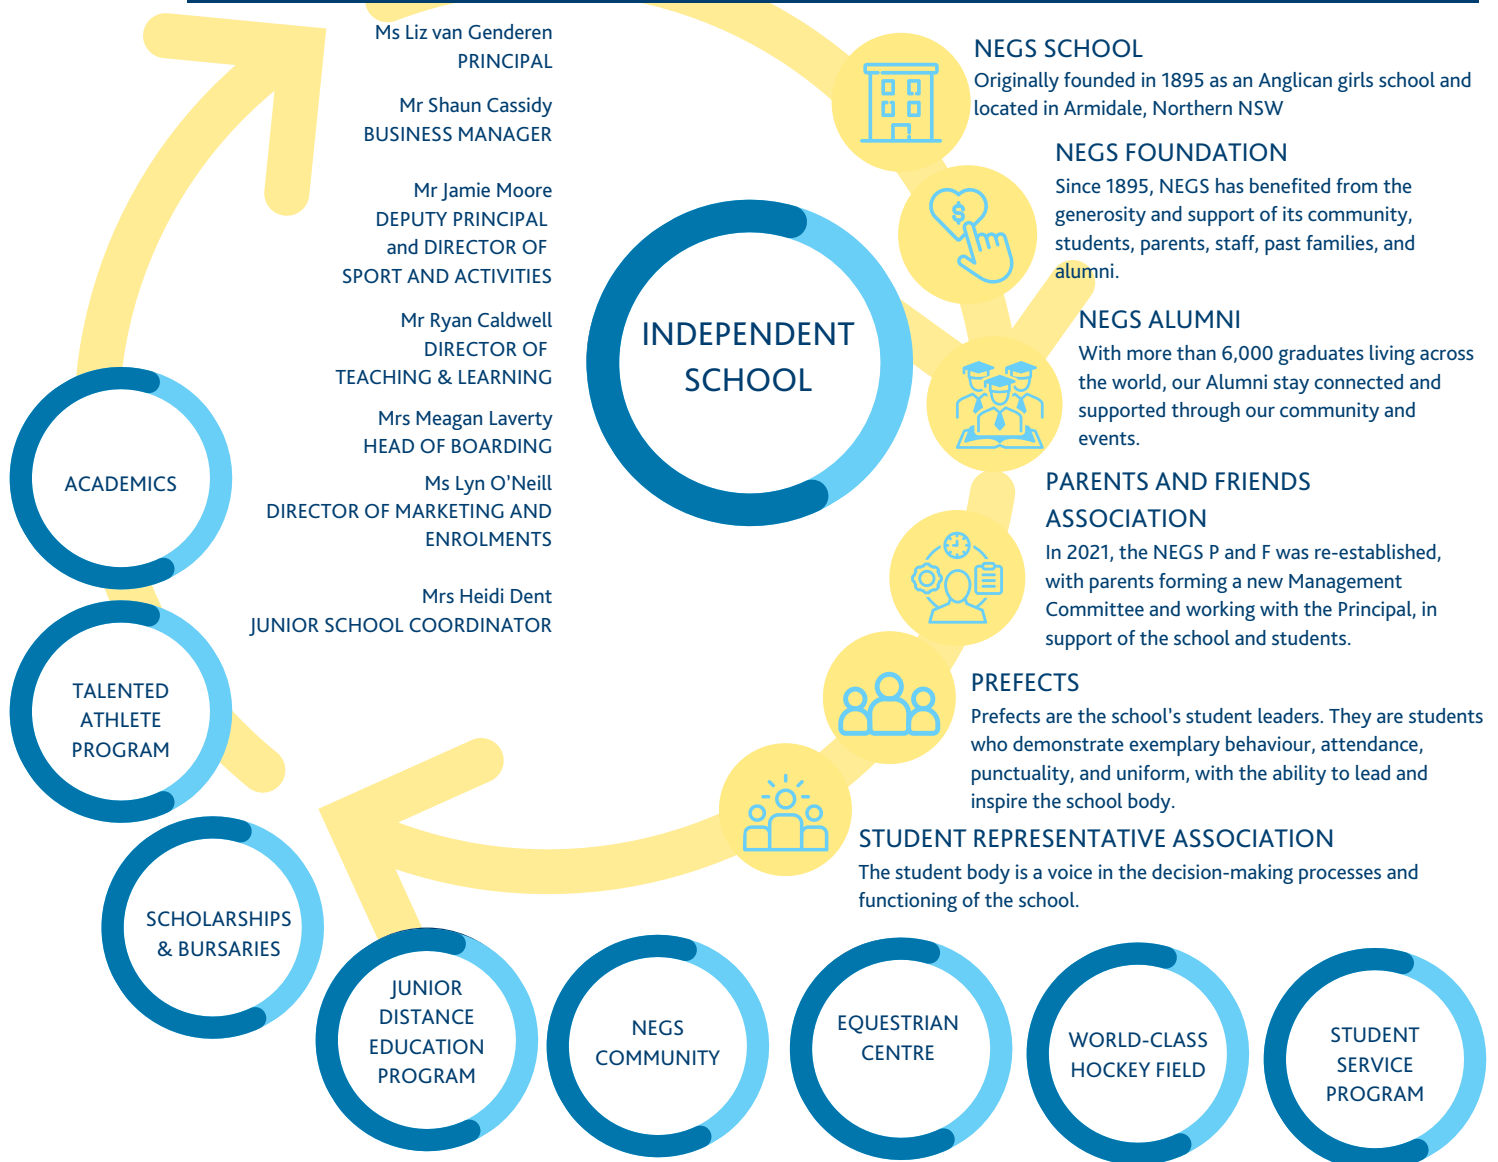 Ms Liz van Genderen
PRINCIPAL
Mr Shaun Cassidy
BUSINESS MANAGER
Mr Jamie Moore
DEPUTY PRINCIPAL
and DIRECTOR OF
SPORT AND ACTIVITIES
Mr Ryan Caldwell
DIRECTOR OF
TEACHING & LEARNING
Mrs Meagan Laverty
HEAD OF BOARDING
Ms Lyn O'Neill
DIRECTOR OF MARKETING AND
ENROLMENTS
Mrs Heidi Dent
JUNIOR SCHOOL COORDINATOR
INDEPENDENT
SCHOOL
NEGS SCHOOL
Originally founded in 1895 as an Anglican girls school and
located in Armidale, Northern NSW
NEGS FOUNDATION
Since 1895, NEGS has benefited from the
generosity and support of its community,
students, parents, staff, past families, and
alumni.
$
NEGS ALUMNI
With more than 6,000 graduates living across
the world, our Alumni stay connected and
supported through our community and
events.
PARENTS AND FRIENDS
ASSOCIATION
In 2021, the NEGS P and F was re-established,
with parents forming a new Management
Committee and working with the Principal, in
support of the school and students.
PREFECTS
Prefects are the school's student leaders. They are students
who demonstrate exemplary behaviour, attendance,
punctuality, and uniform, with the ability to lead and
inspire the school body.
STUDENT REPRESENTATIVE ASSOCIATION
The student body is a voice in the decision-making processes and
functioning of the school.
ACADEMICS
TALENTED
ATHLETE
PROGRAM
SCHOLARSHIPS
& BURSARIES
JUNIOR
DISTANCE
EDUCATION
PROGRAM
NEGS
COMMUNITY
EQUESTRIAN
CENTRE
WORLD-CLASS
HOCKEY FIELD
STUDENT
SERVICE
PROGRAM